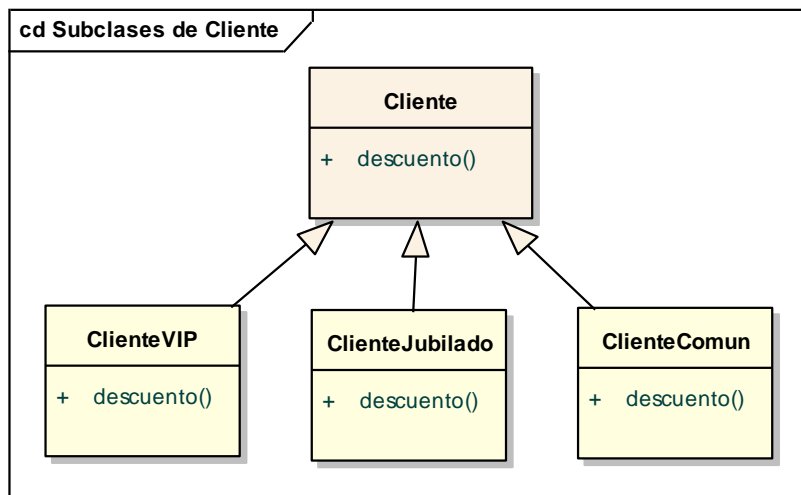 cd Subclases de Cliente
Cliente
+ descuento()
ClienteVIP
+ descuento()
ClienteJubilado
+ descuento()
ClienteComun
+ descuento()